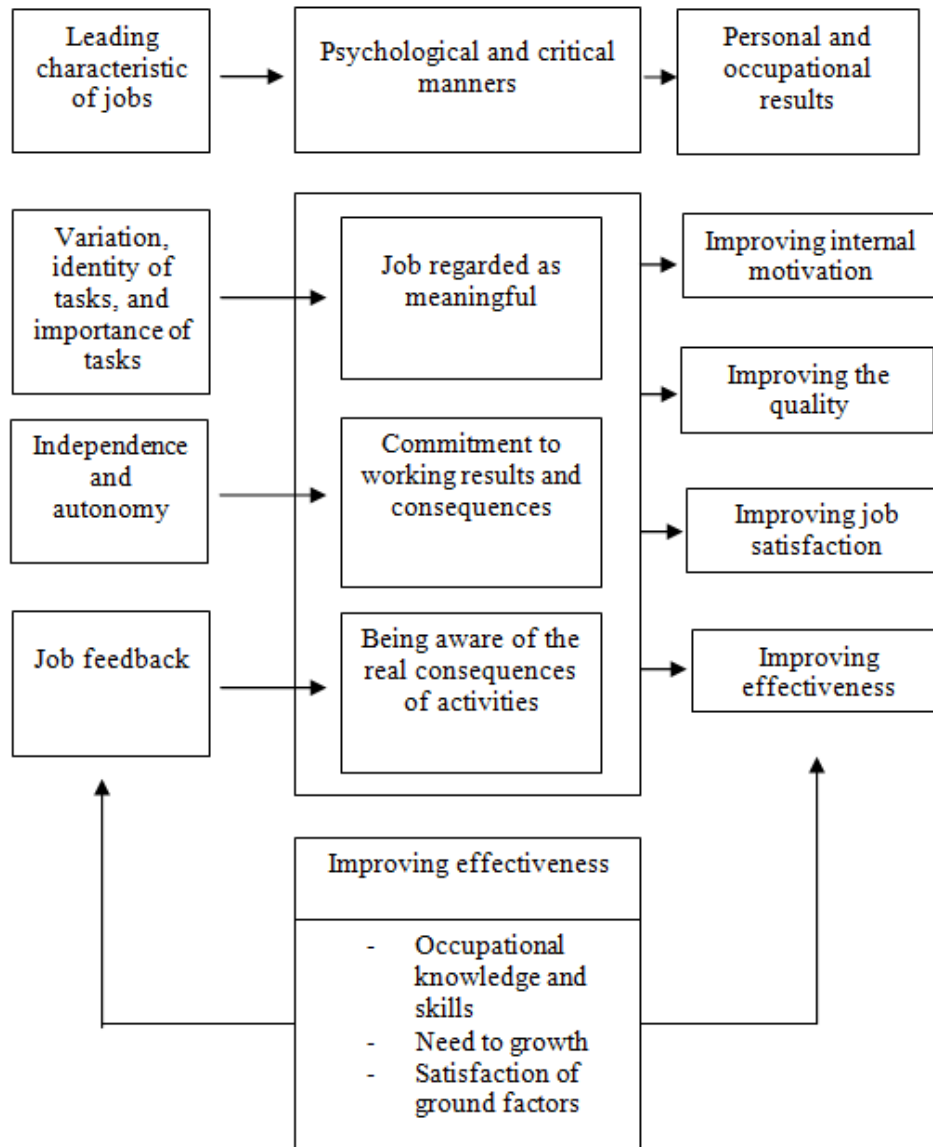 Leading
characteristic
of jobs
Psychological and critical
manners
Personal and
occupational
results
Variation,
identity of
tasks, and
importance of
tasks
Job regarded as
meaningful
Improving internal
motivation
Improving the
quality
Independence
and
autonomy
Commitment to
working results and
consequences
Improving job
satisfaction
Job feedback
Being aware of the
real consequences
of activities
Improving
effectiveness
Improving effectiveness
- Occupational
knowledge and
skills
- Need to growth
- Satisfaction of
ground factors